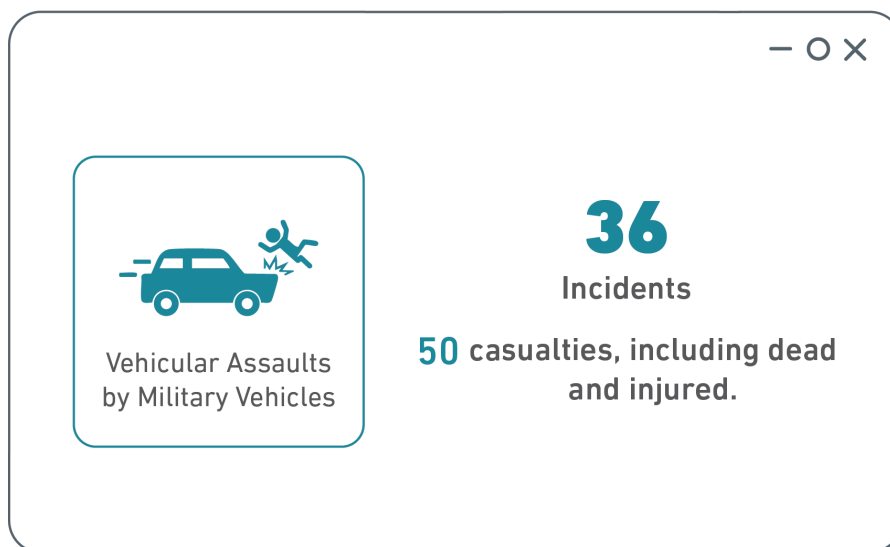 Vehicular Assaults
by Military Vehicles
36
Incidents
50 casualties, including dead
and injured.